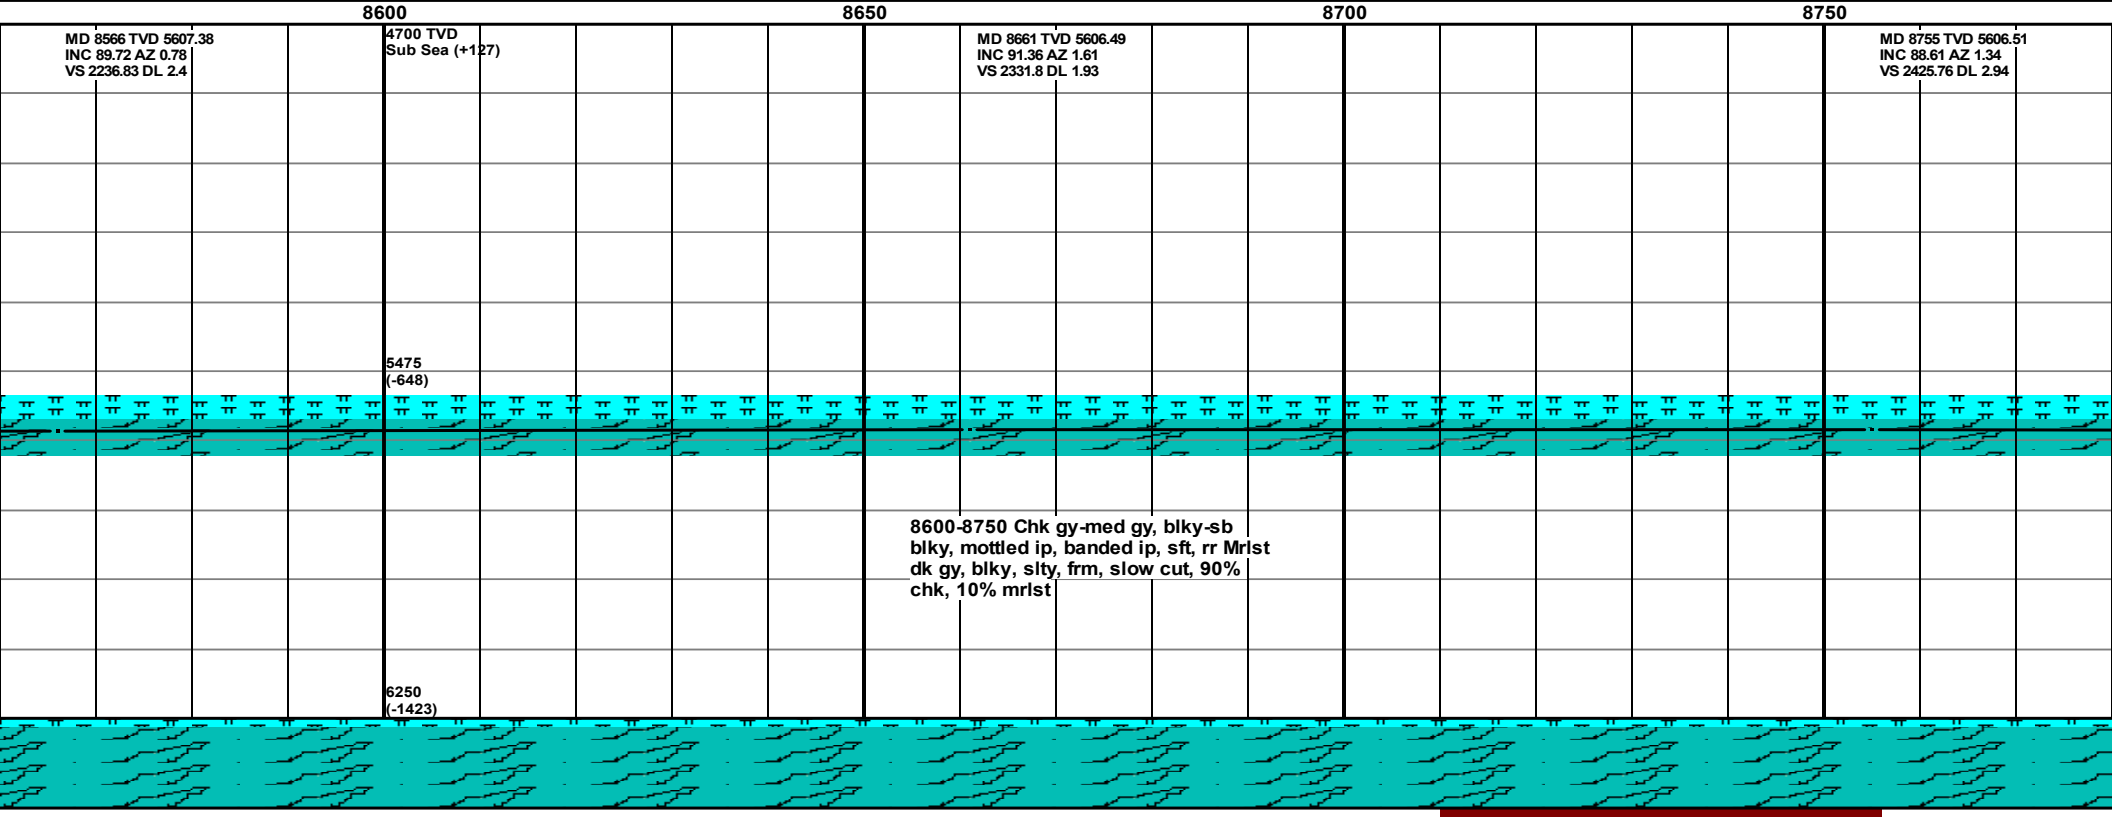 8600 8650 8700 8750
MD 8566 TVD 5607.38
INC 89.72 AZ 0.78
VS 2236.83 DL 2.4
4700 TVD
Sub Sea (+127)
MD 8661 TVD 5606.49
INC 91.36 AZ 1.61
VS 2331.8 DL 1.93
MD 8755 TVD 5606.51
INC 88.61 AZ 1.34
VS 2425.76 DL 2.94
5475
(-648)
8600-8750 Chk gy-med gy, blky-sb
blky, mottled ip, banded ip, sft, rr Mrlst
dk gy, blky, slty, frm, slow cut, 90%
chk, 10% mrlst
6250
(-1423)